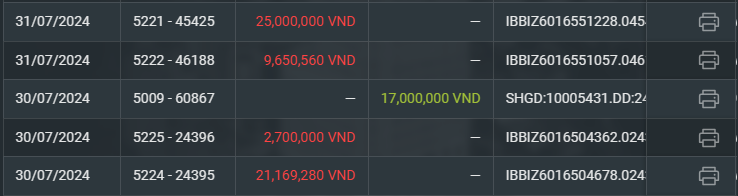 31/07/2024 5221 - 45425 25,000,000 VND — IBBIZ6016551228.045
31/07/2024 5222 - 46188 9,650,560 VND — IBBIZ6016551057.046
30/07/2024 5009 - 60867 — 17,000,000 VND SHGD:10005431.DD:24
30/07/2024 5225 - 24396 2,700,000 VND — IBBIZ6016504362.024
30/07/2024 5224 - 24395 21,169,280 VND — IBBIZ6016504678.024